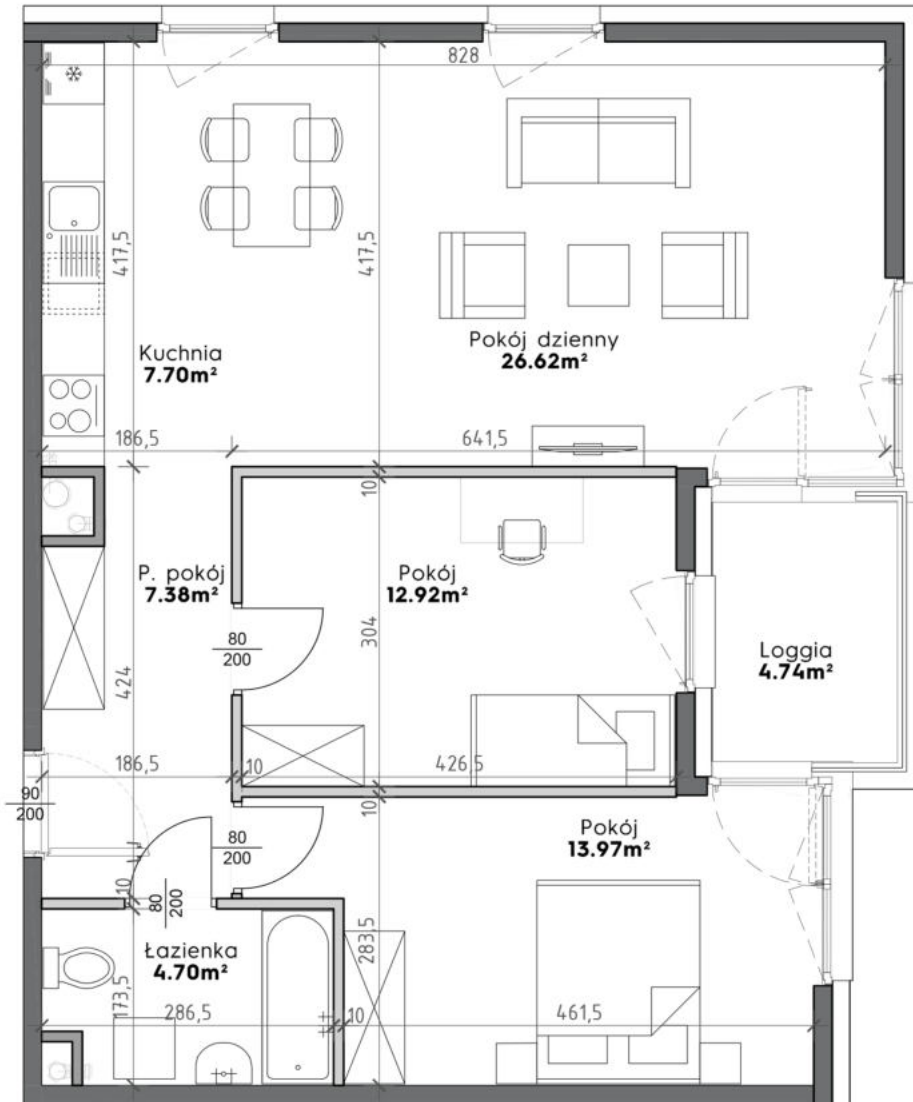 828
417,5
417,5
Kuchnia
7.70m²
Pokój dzienny
26.62m²
186,5
641,5
10
P. pokój
7.38m²
Pokój
12.92m²
304
80
200
Loggia
4.74m²
424
186,5
10
426,5
90
200
10
80
200
Pokój
13.97m²
10
80
200
Łazienka
4.70m²
283,5
173,5
286,5
10
461,5